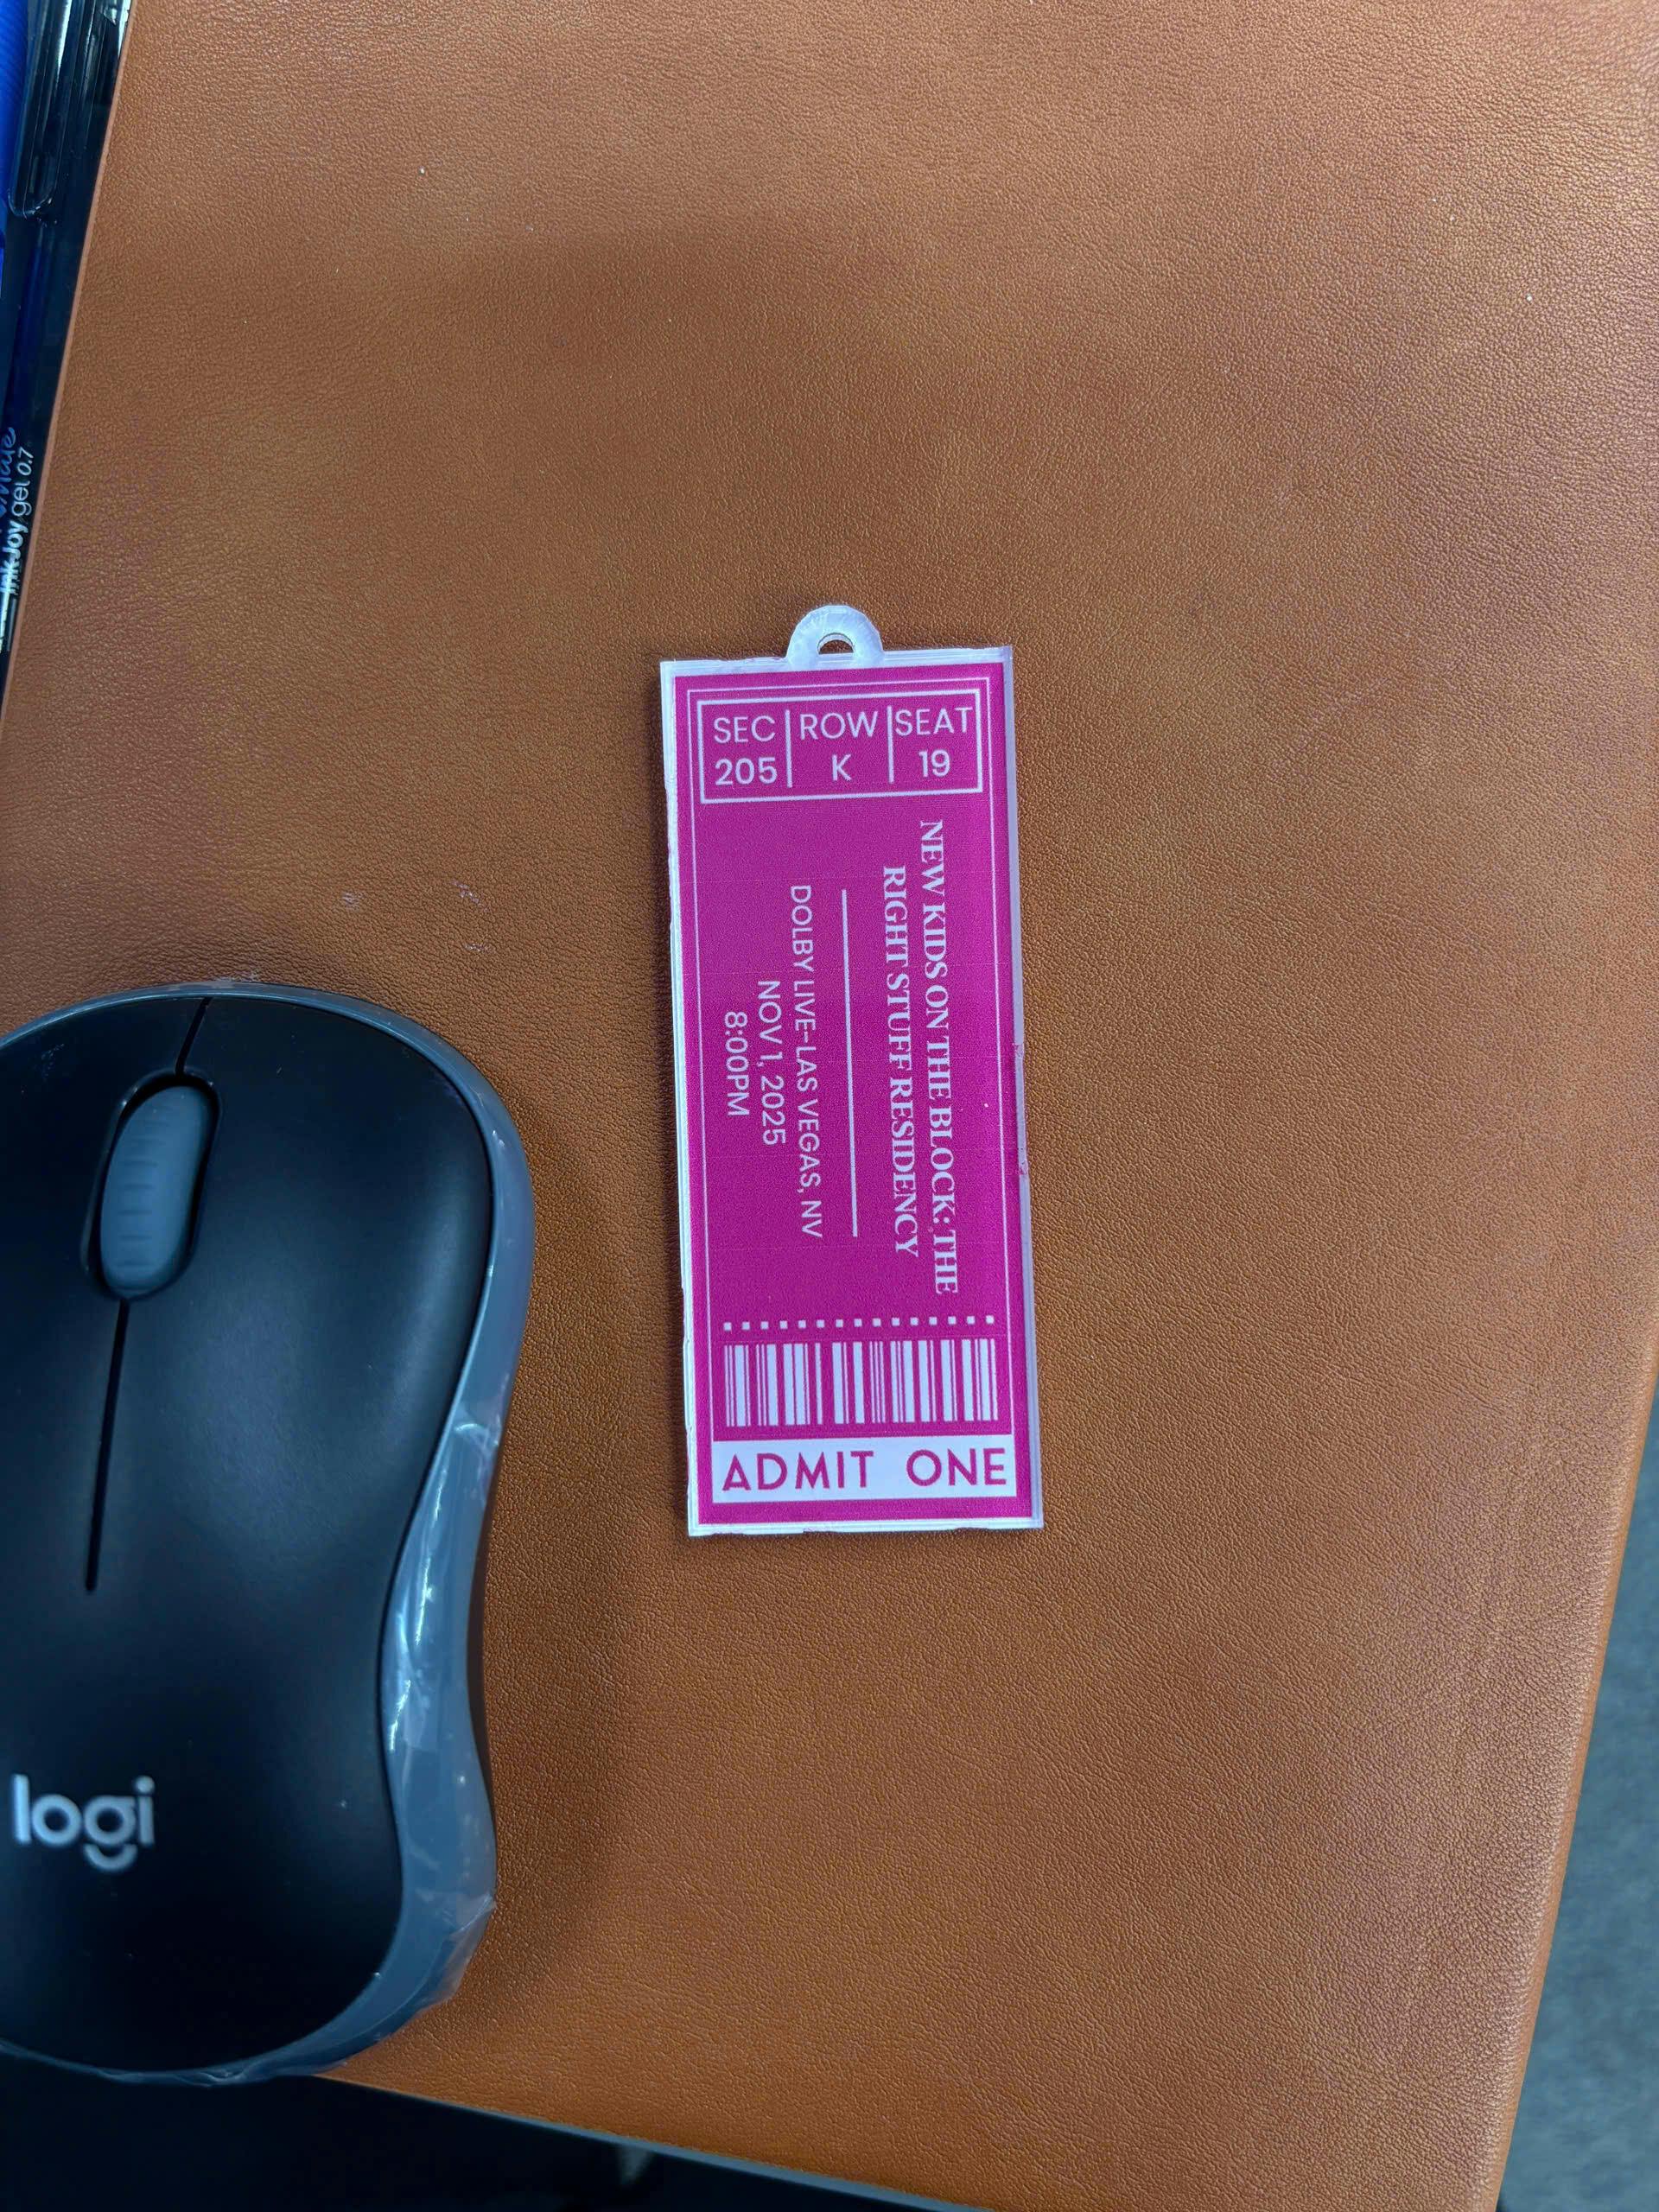 InkJoy gel 0.7
SEC ROW SEAT
205 K 19
NEW KIDS ON THE BLOCK: THE
RIGHT STUFF RESIDENCY
DOLBY LIVE-LAS VEGAS, NV
NOV 1, 2025
8:00PM
ADMIT ONE
logi